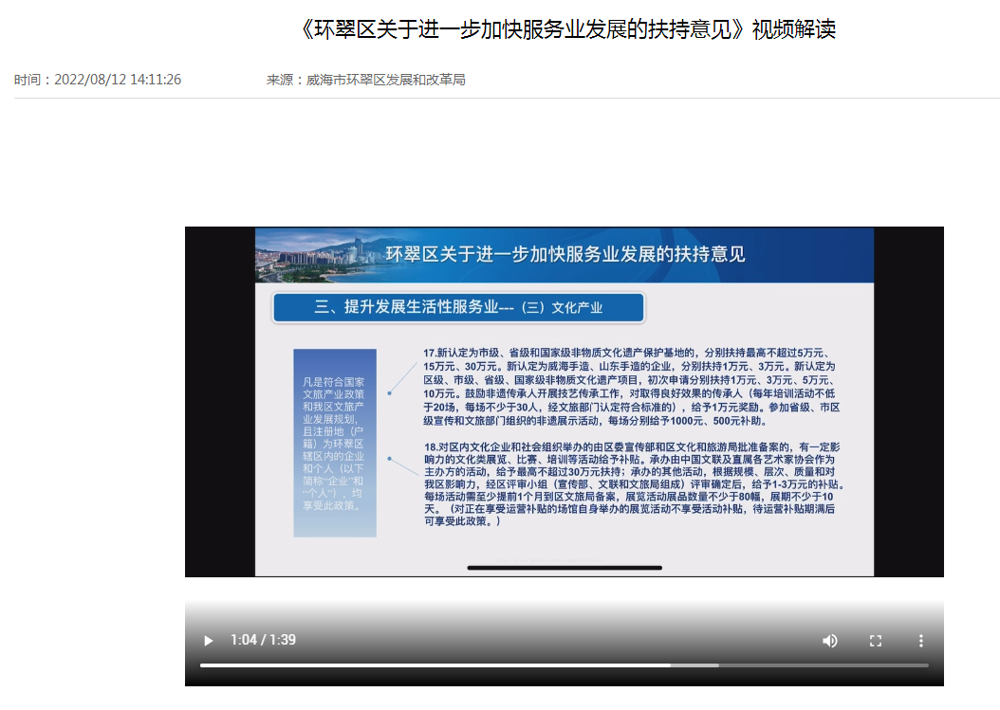 《环翠区关于进一步加快服务业发展的扶持意见》视频解读
时间：2022/08/12 14:11:26
来源：威海市环翠区发展和改革局
环翠区关于进一步加快服务业发展的扶持意见
三、提升发展生活性服务业---（三）文化产业
凡是符合国家
文旅产业政策
和我区文旅产
业发展规划，
且注册地（户
籍）为环翠区
辖区内的企业
和个人（以下
简称“企业”和
“个人”），均
享受此政策。
17.新认定为市级、省级和国家级非物质文化遗产保护基地的，分别扶持最高不超过5万元、
15万元、30万元。新认定为威海手造、山东手造的企业，分别扶持1万元、3万元。新认定为
区级、市级、省级、国家级非物质文化遗产项目，初次申请分别扶持1万元、3万元、5万元、
10万元。鼓励非遗传承人开展技艺传承工作，对取得良好效果的传承人（每年培训活动不低
于20场，每场不少于30人，经文旅部门认定符合标准的），给予1万元奖励。参加省级、市区
级宣传和文旅部门组织的非遗展示活动，每场分别给予1000元、500元补助。
18.对区内文化企业和社会组织举办的由区委宣传部和区文化和旅游局批准备案的，有一定影
响力的文化类展览、比赛、培训等活动给予补贴。承办由中国文联及直属各艺术家协会作为
主办方的活动，给予最高不超过30万元扶持；承办的其他活动，根据规模、层次、质量和对
我区影响力，经区评审小组（宣传部、文联和文旅局组成）评审确定后，给予1-3万元的补贴。
每场活动需至少提前1个月到区文旅局备案，展览活动展品数量不少于80幅，展期不少于10
天。（对正在享受运营补贴的场馆自身举办的展览活动不享受活动补贴，待运营补贴期满后
可享受此政策。）
1:04 / 1:39